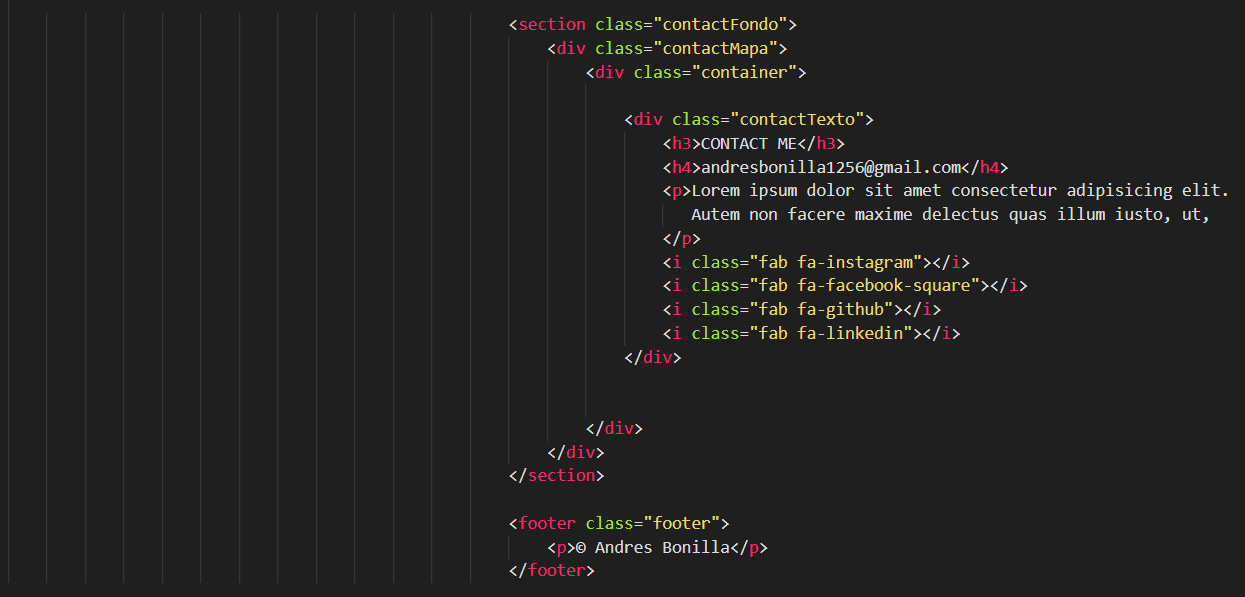 <section class="contactFondo">
<div class="contactMapa">
<div class="container">
<div class="contactTexto">
<h3>CONTACT ME</h3>
<h4>andresbonilla1256@gmail.com</h4>
<p>Lorem ipsum dolor sit amet consectetur adipisicing elit.
Autem non facere maxime delectus quas illum iusto, ut,
</p>
<i class="fab fa-instagram"></i>
<i class="fab fa-facebook-square"></i>
<i class="fab fa-github"></i>
<i class="fab fa-linkedin"></i>
</div>
</div>
</div>
</section>
<footer class="footer">
<p>© Andres Bonilla</p>
</footer>